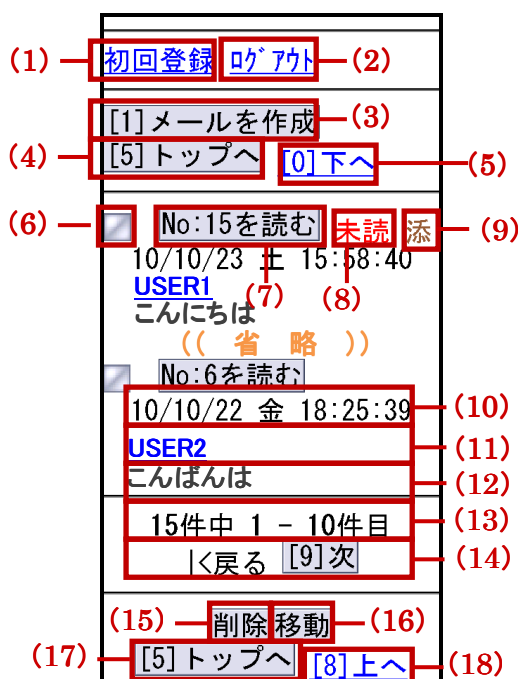 (1) 初回登録 ﾛｸﾞｱｳﾄ (2)
[1]メールを作成 (3)
(4) [5]トップへ [0]下へ (5)
(6) No:15を読む 未読 添 (9)
10/10/23 土 15:58:40
USER1 (7) (8)
こんにちは
(( 省 略 ))
No:6を読む
10/10/22 金 18:25:39 (10)
USER2 (11)
こんばんは (12)
15件中 1 - 10件目 (13)
|<戻る [9]次 (14)
(15) 削除 移動 (16)
(17) [5]トップへ [8]上へ (18)